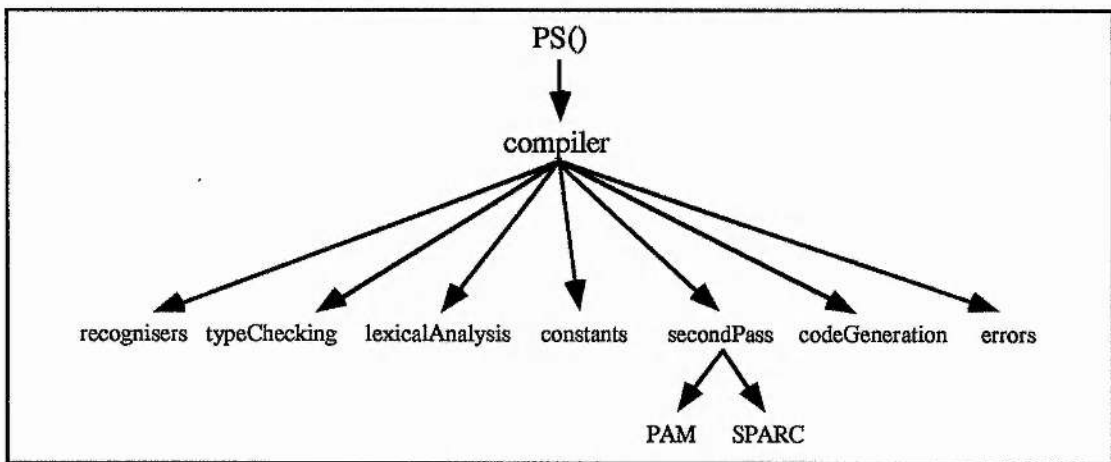 PS()
compiler
recognisers typeChecking lexicalAnalysis constants secondPass codeGeneration errors
PAM SPARC